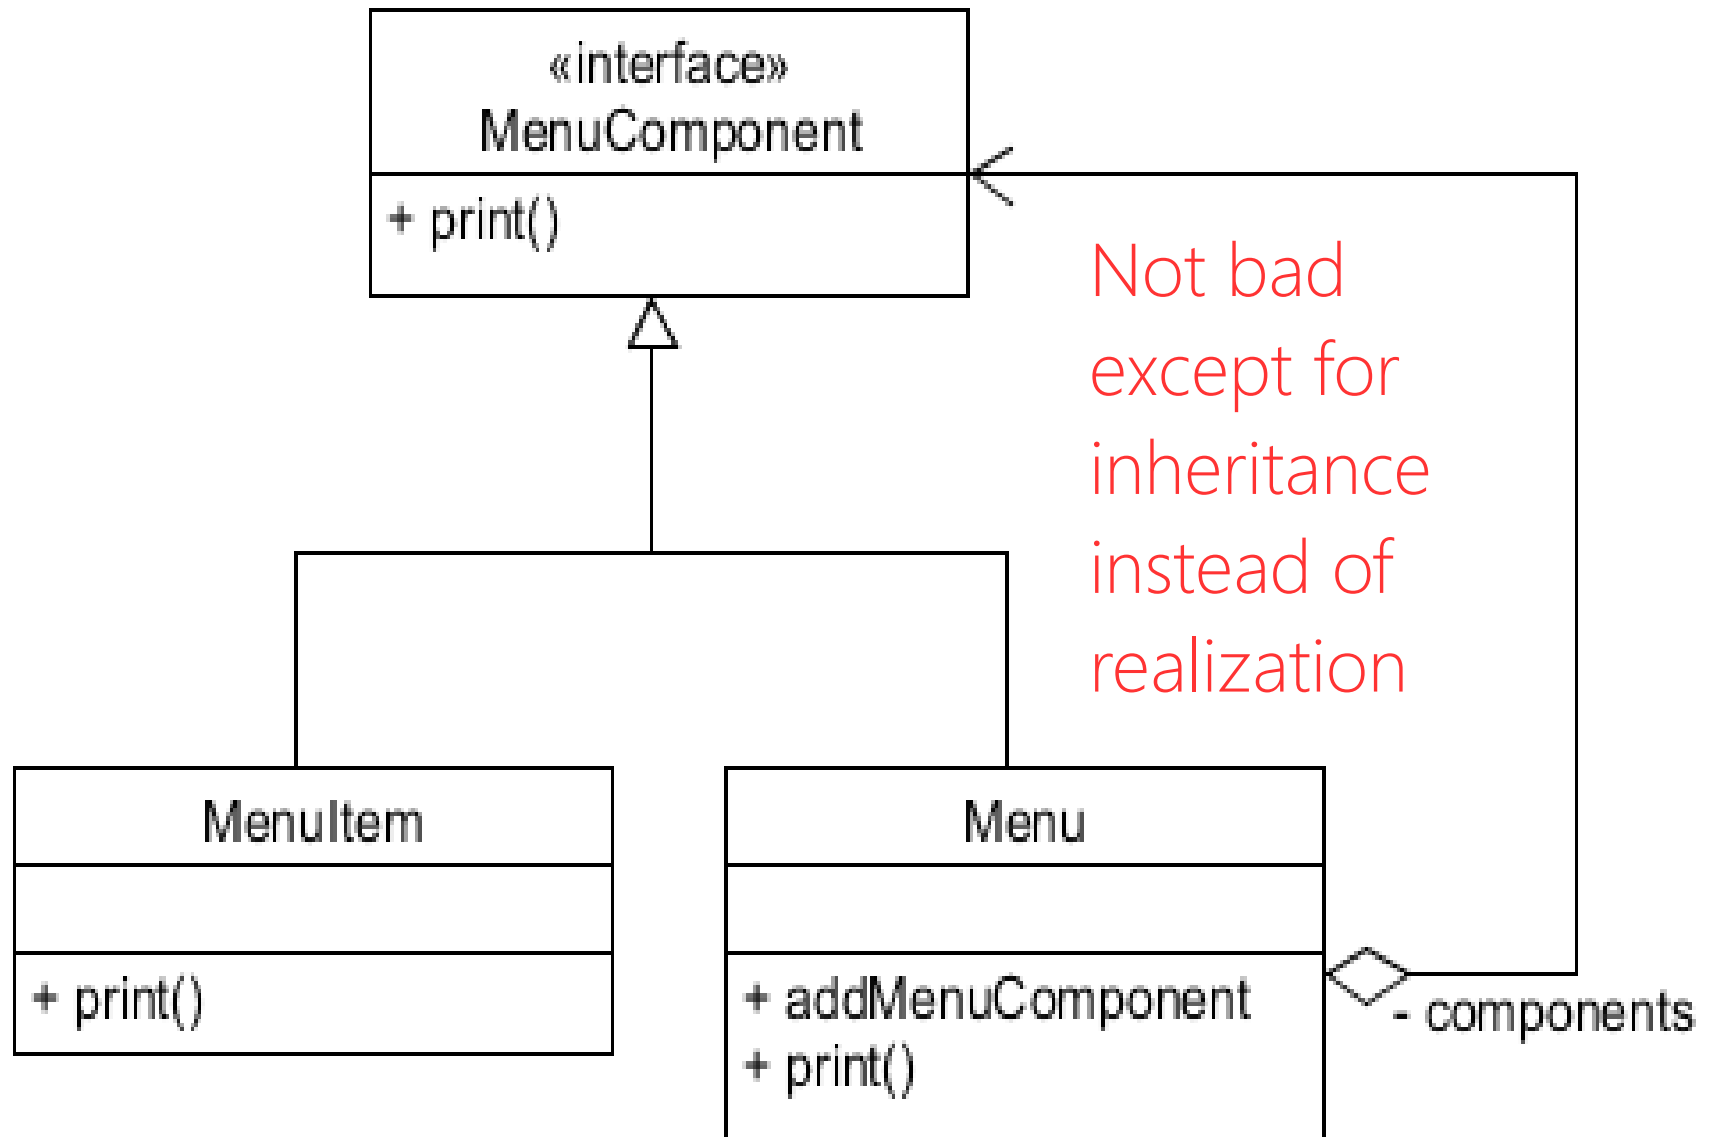 «interface»
MenuComponent
+ print()
Not bad
except for
inheritance
instead of
realization
MenuItem
+ print()
Menu
+ addMenuComponent
+ print()
- components